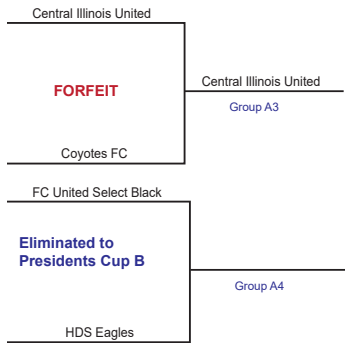 Central Illinois United
FORFEIT
Central Illinois United
Group A3
Coyotes FC
FC United Select Black
Eliminated to
Presidents Cup B
Group A4
HDS Eagles